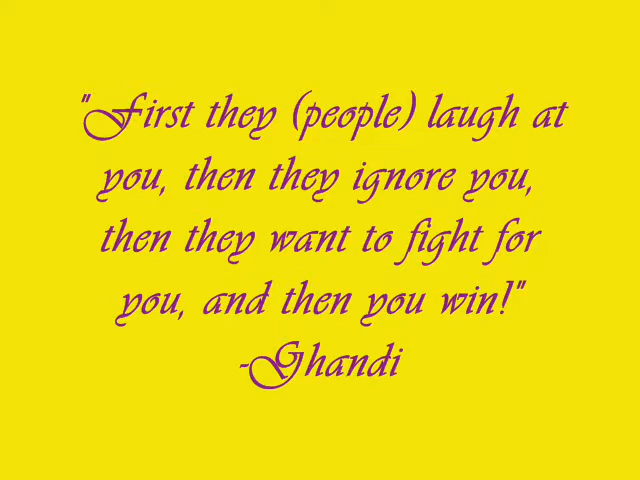 "First they (people) laugh at
you, then they ignore you,
then they want to fight for
you, and then you win!"
-Ghandi